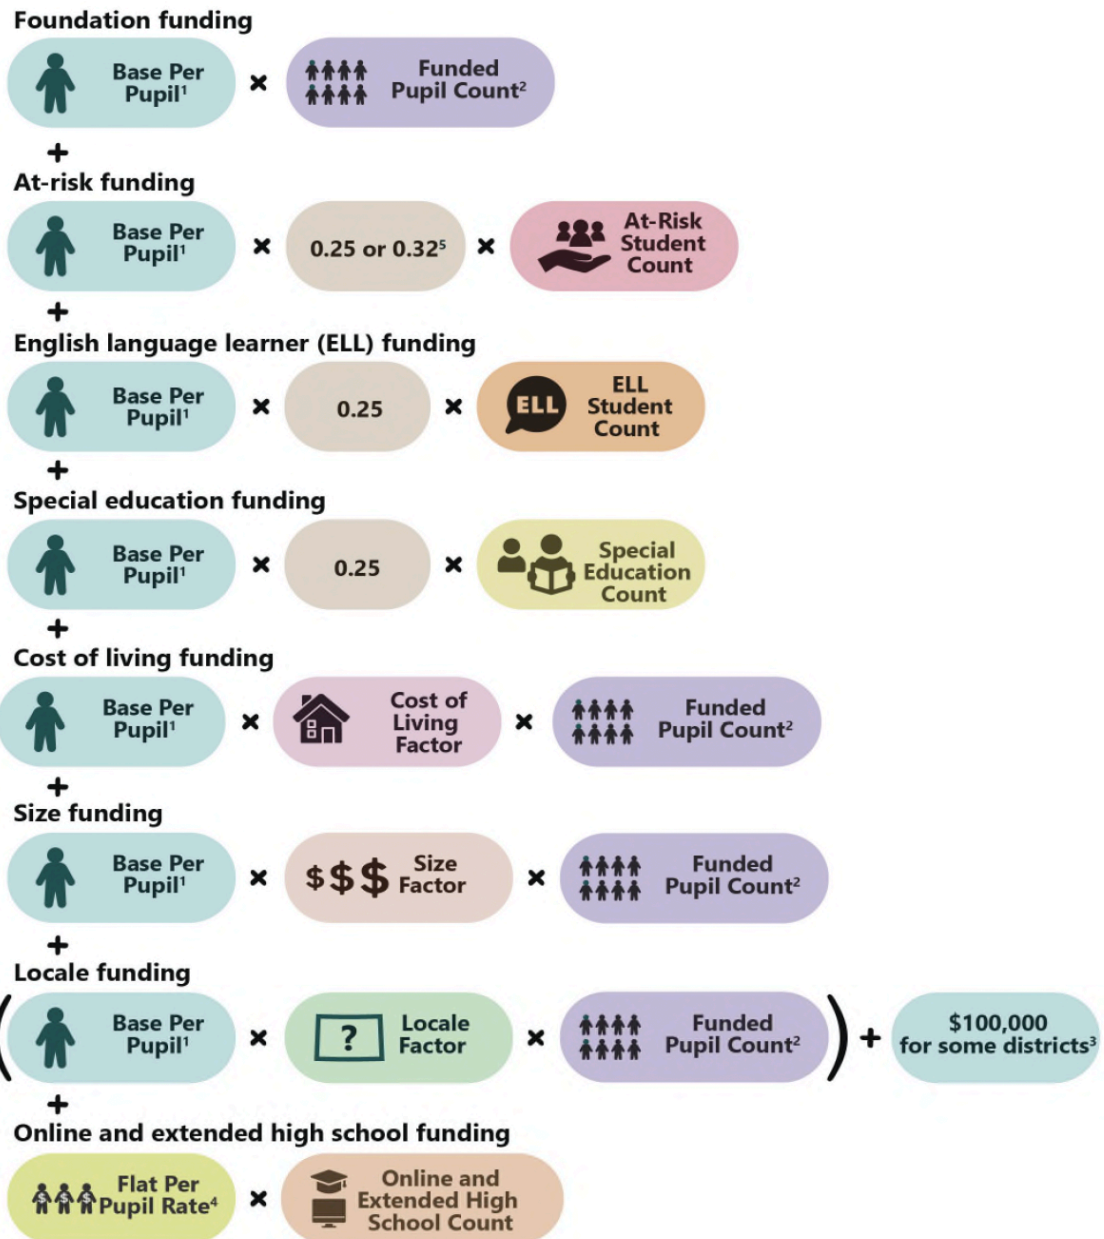 Foundation funding
Base Per
Pupil¹
×
Funded
Pupil Count²
+
At-risk funding
Base Per
Pupil¹
×
0.25 or 0.32⁵
×
At-Risk
Student
Count
+
English language learner (ELL) funding
Base Per
Pupil¹
×
0.25
×
ELL
ELL
Student
Count
+
Special education funding
Base Per
Pupil¹
×
0.25
×
Special
Education
Count
+
Cost of living funding
Base Per
Pupil¹
×
Cost of
Living
Factor
×
Funded
Pupil Count²
+
Size funding
Base Per
Pupil¹
×
$$$
Size
Factor
×
Funded
Pupil Count²
+
Locale funding
(
Base Per
Pupil¹
×
?
Locale
Factor
×
Funded
Pupil Count²
)
+
$100,000
for some districts³
+
Online and extended high school funding
$ $ $
Flat Per
Pupil Rate⁴
×
Online and
Extended High
School Count